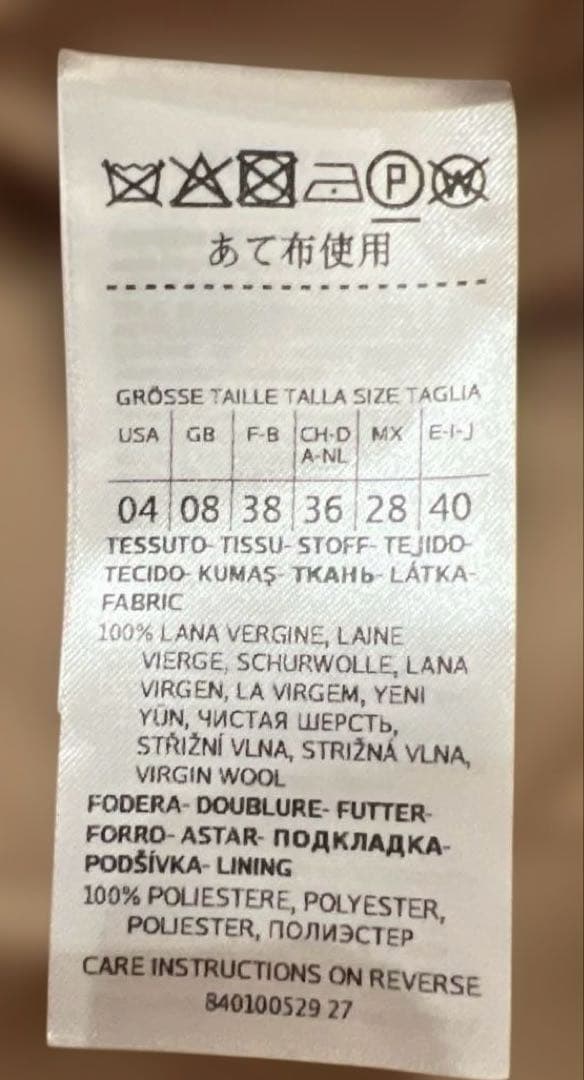 P W
あて布使用
GRÖSSE TAILLE TALLA SIZE TAGLIA
USA GB F-B CH-D A-NL MX E-I-J
04 08 38 36 28 40
TESSUTO- TISSU- STOFF- TEJIDO-
TECIDO- KUMAŞ- ТКАНЬ- LÁTKA-
FABRIC
100% LANA VERGINE, LAINE
VIERGE, SCHURWOLLE, LANA
VIRGEN, LA VIRGEM, YENI
YÜN, ЧИСТАЯ ШЕРСТЬ,
STŘIŽNÍ VLNA, STRIŽNÁ VLNA,
VIRGIN WOOL
FODERA- DOUBLURE- FUTTER-
FORRO- ASTAR- ПОДКЛАДКА-
PODŠÍVKA- LINING
100% POLIESTERE, POLYESTER,
POLIESTER, ПОЛИЭСТЕР
CARE INSTRUCTIONS ON REVERSE
840100529 27